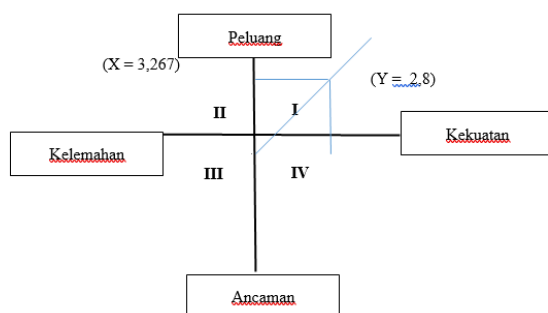 Peluang
(X = 3,267)
(Y = 2,8)
II
I
Kelemahan
Kekuatan
III
IV
Ancaman